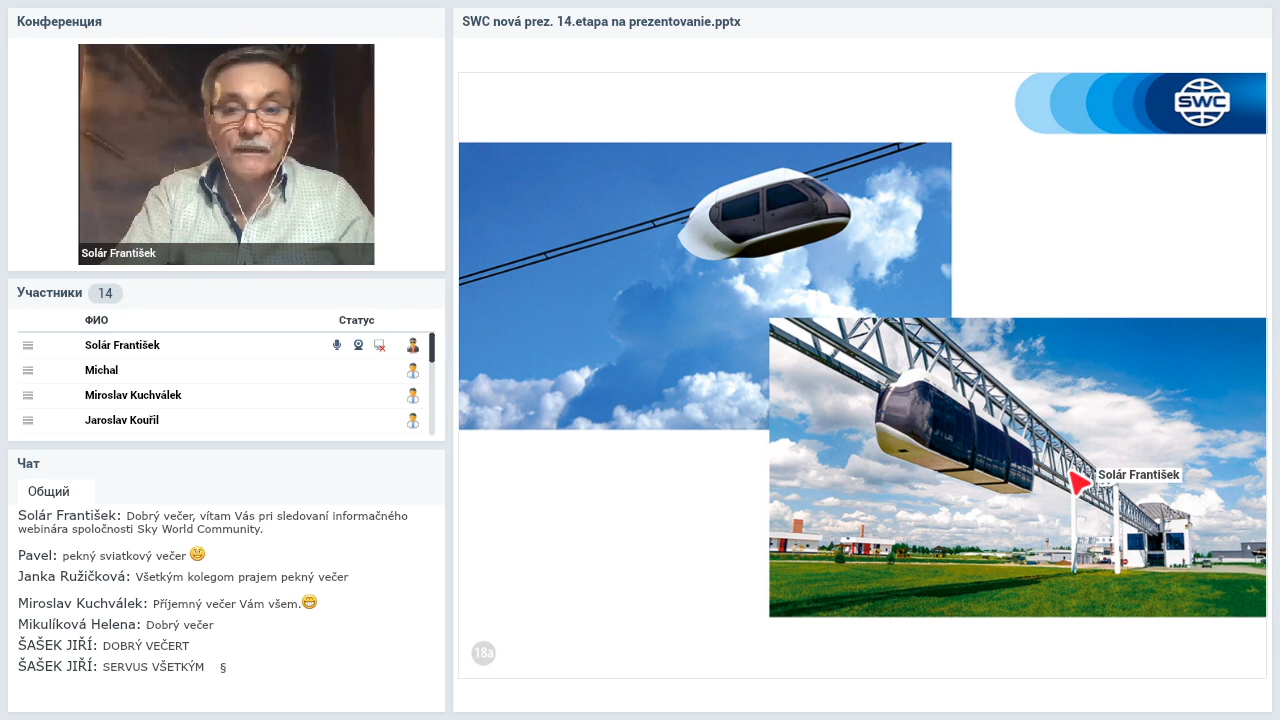 Конференция
Solár František
Участники 14
ФИО Статус
Solár František
Michal
Miroslav Kuchválek
Jaroslav Kouřil
Чат
Общий
Solár František: Dobrý večer, vítam Vás pri sledovaní informačného
webinára spoločnosti Sky World Community.
Pavel: pekný sviatkový večer
Janka Ružičková: Všetkým kolegom prajem pekný večer
Miroslav Kuchválek: Příjemný večer Vám všem.
Mikulíková Helena: Dobrý večer
ŠAŠEK JIŘÍ: DOBRÝ VEČERT
ŠAŠEK JIŘÍ: SERVUS VŠETKÝM §
SWC nová prez. 14.etapa na prezentovanie.pptx
SWC
Solár František
18a